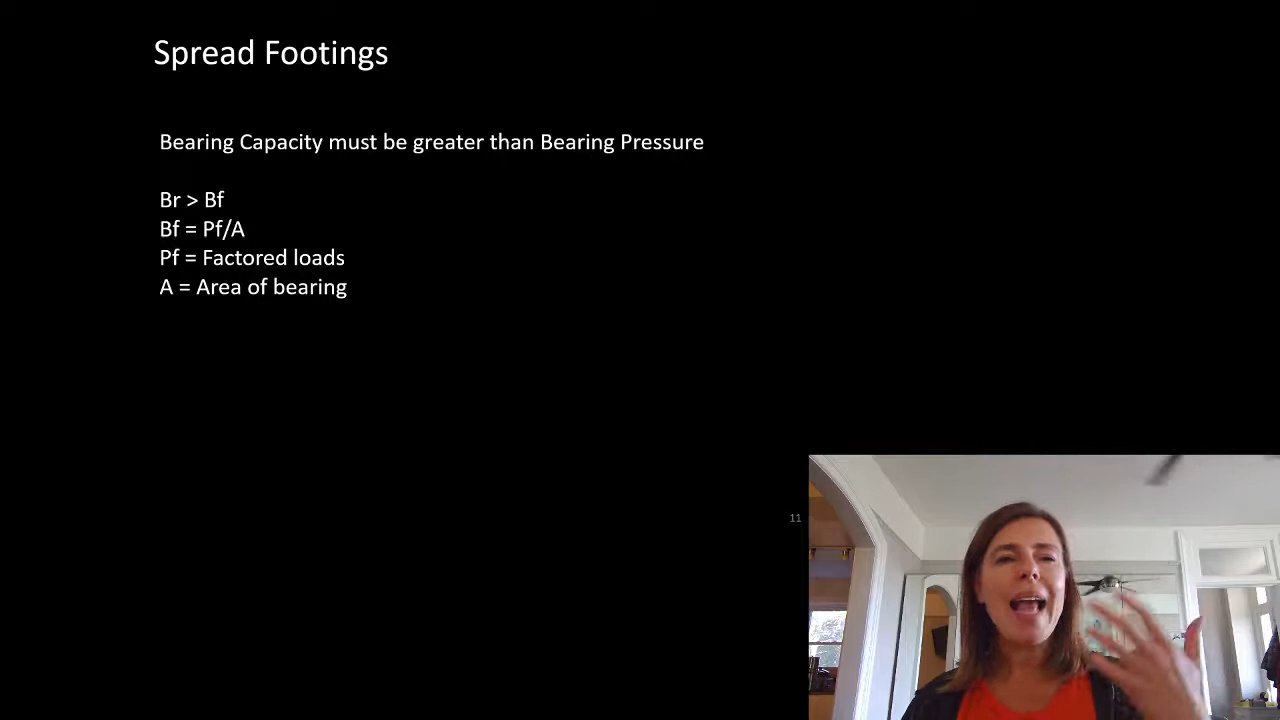 Spread Footings
Bearing Capacity must be greater than Bearing Pressure
Br > Bf
Bf = Pf/A
Pf = Factored loads
A = Area of bearing
11